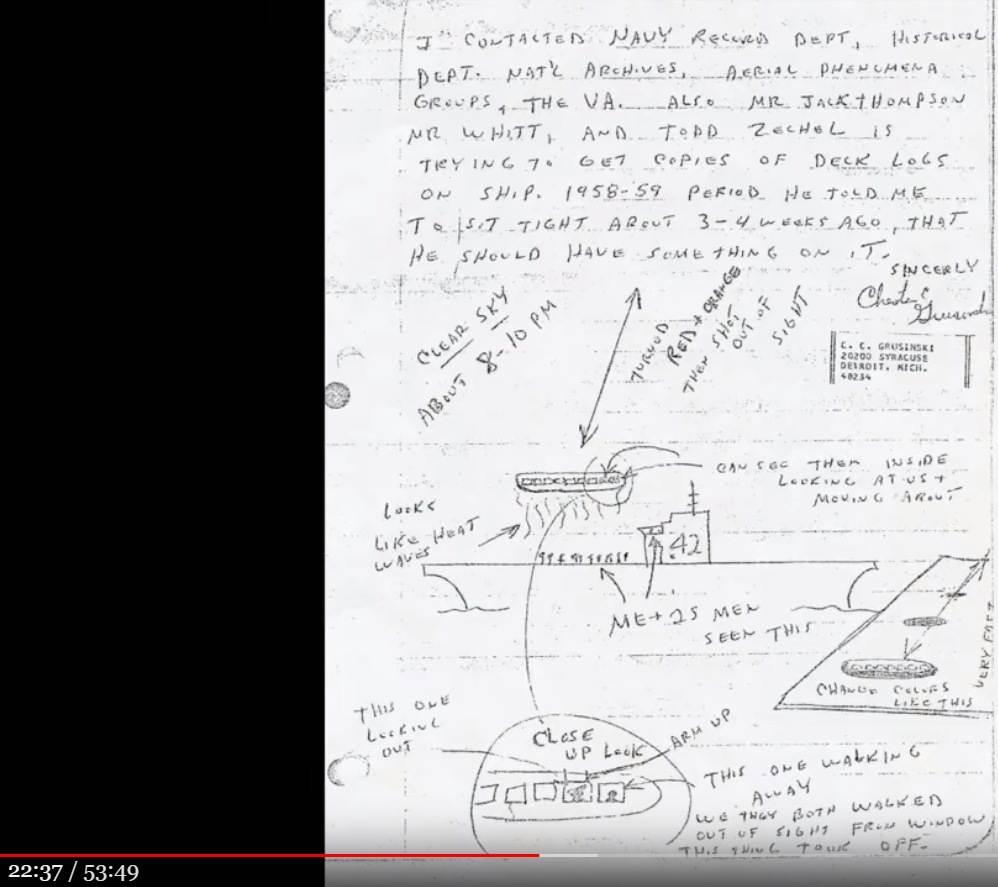 I CONTACTED NAVY RECORD DEPT, HISTORICAL
DEPT. NAT'L ARCHIVES, AERIAL PHENOMENA
GROUPS, THE VA. ALSO MR JACK THOMPSON
MR WHITT, AND TODD ZECHEL IS
TRYING TO GET COPIES OF DECK LOGS
ON SHIP. 1958-59 PERIOD HE TOLD ME
TO SIT TIGHT ABOUT 3-4 WEEKS AGO, THAT
HE SHOULD HAVE SOMETHING ON IT.
SINCERLY
C. C. GRUSINSKI
20200 SYRACUSE
DETROIT, MICH.
48234
CLEAR SKY
ABOUT 8-10 PM
TURNED
RED + ORANGE
THEN SHOT
OUT OF
SIGHT
CAN SEE THEM INSIDE
LOOKING AT US +
MOVING ABOUT
LOOKS
LIKE HEAT
WAVES
42
ME + 25 MEN
SEEN THIS
VERY FAST
CHANGE COLORS
LIKE THIS
THIS ONE
LOOKING
OUT
CLOSE
UP LOOK
ARM UP
THIS ONE WALKING
AWAY
WE THEY BOTH WALKED
OUT OF SIGHT FROM WINDOW
THIS THING TOOK OFF.
22:37 / 53:49